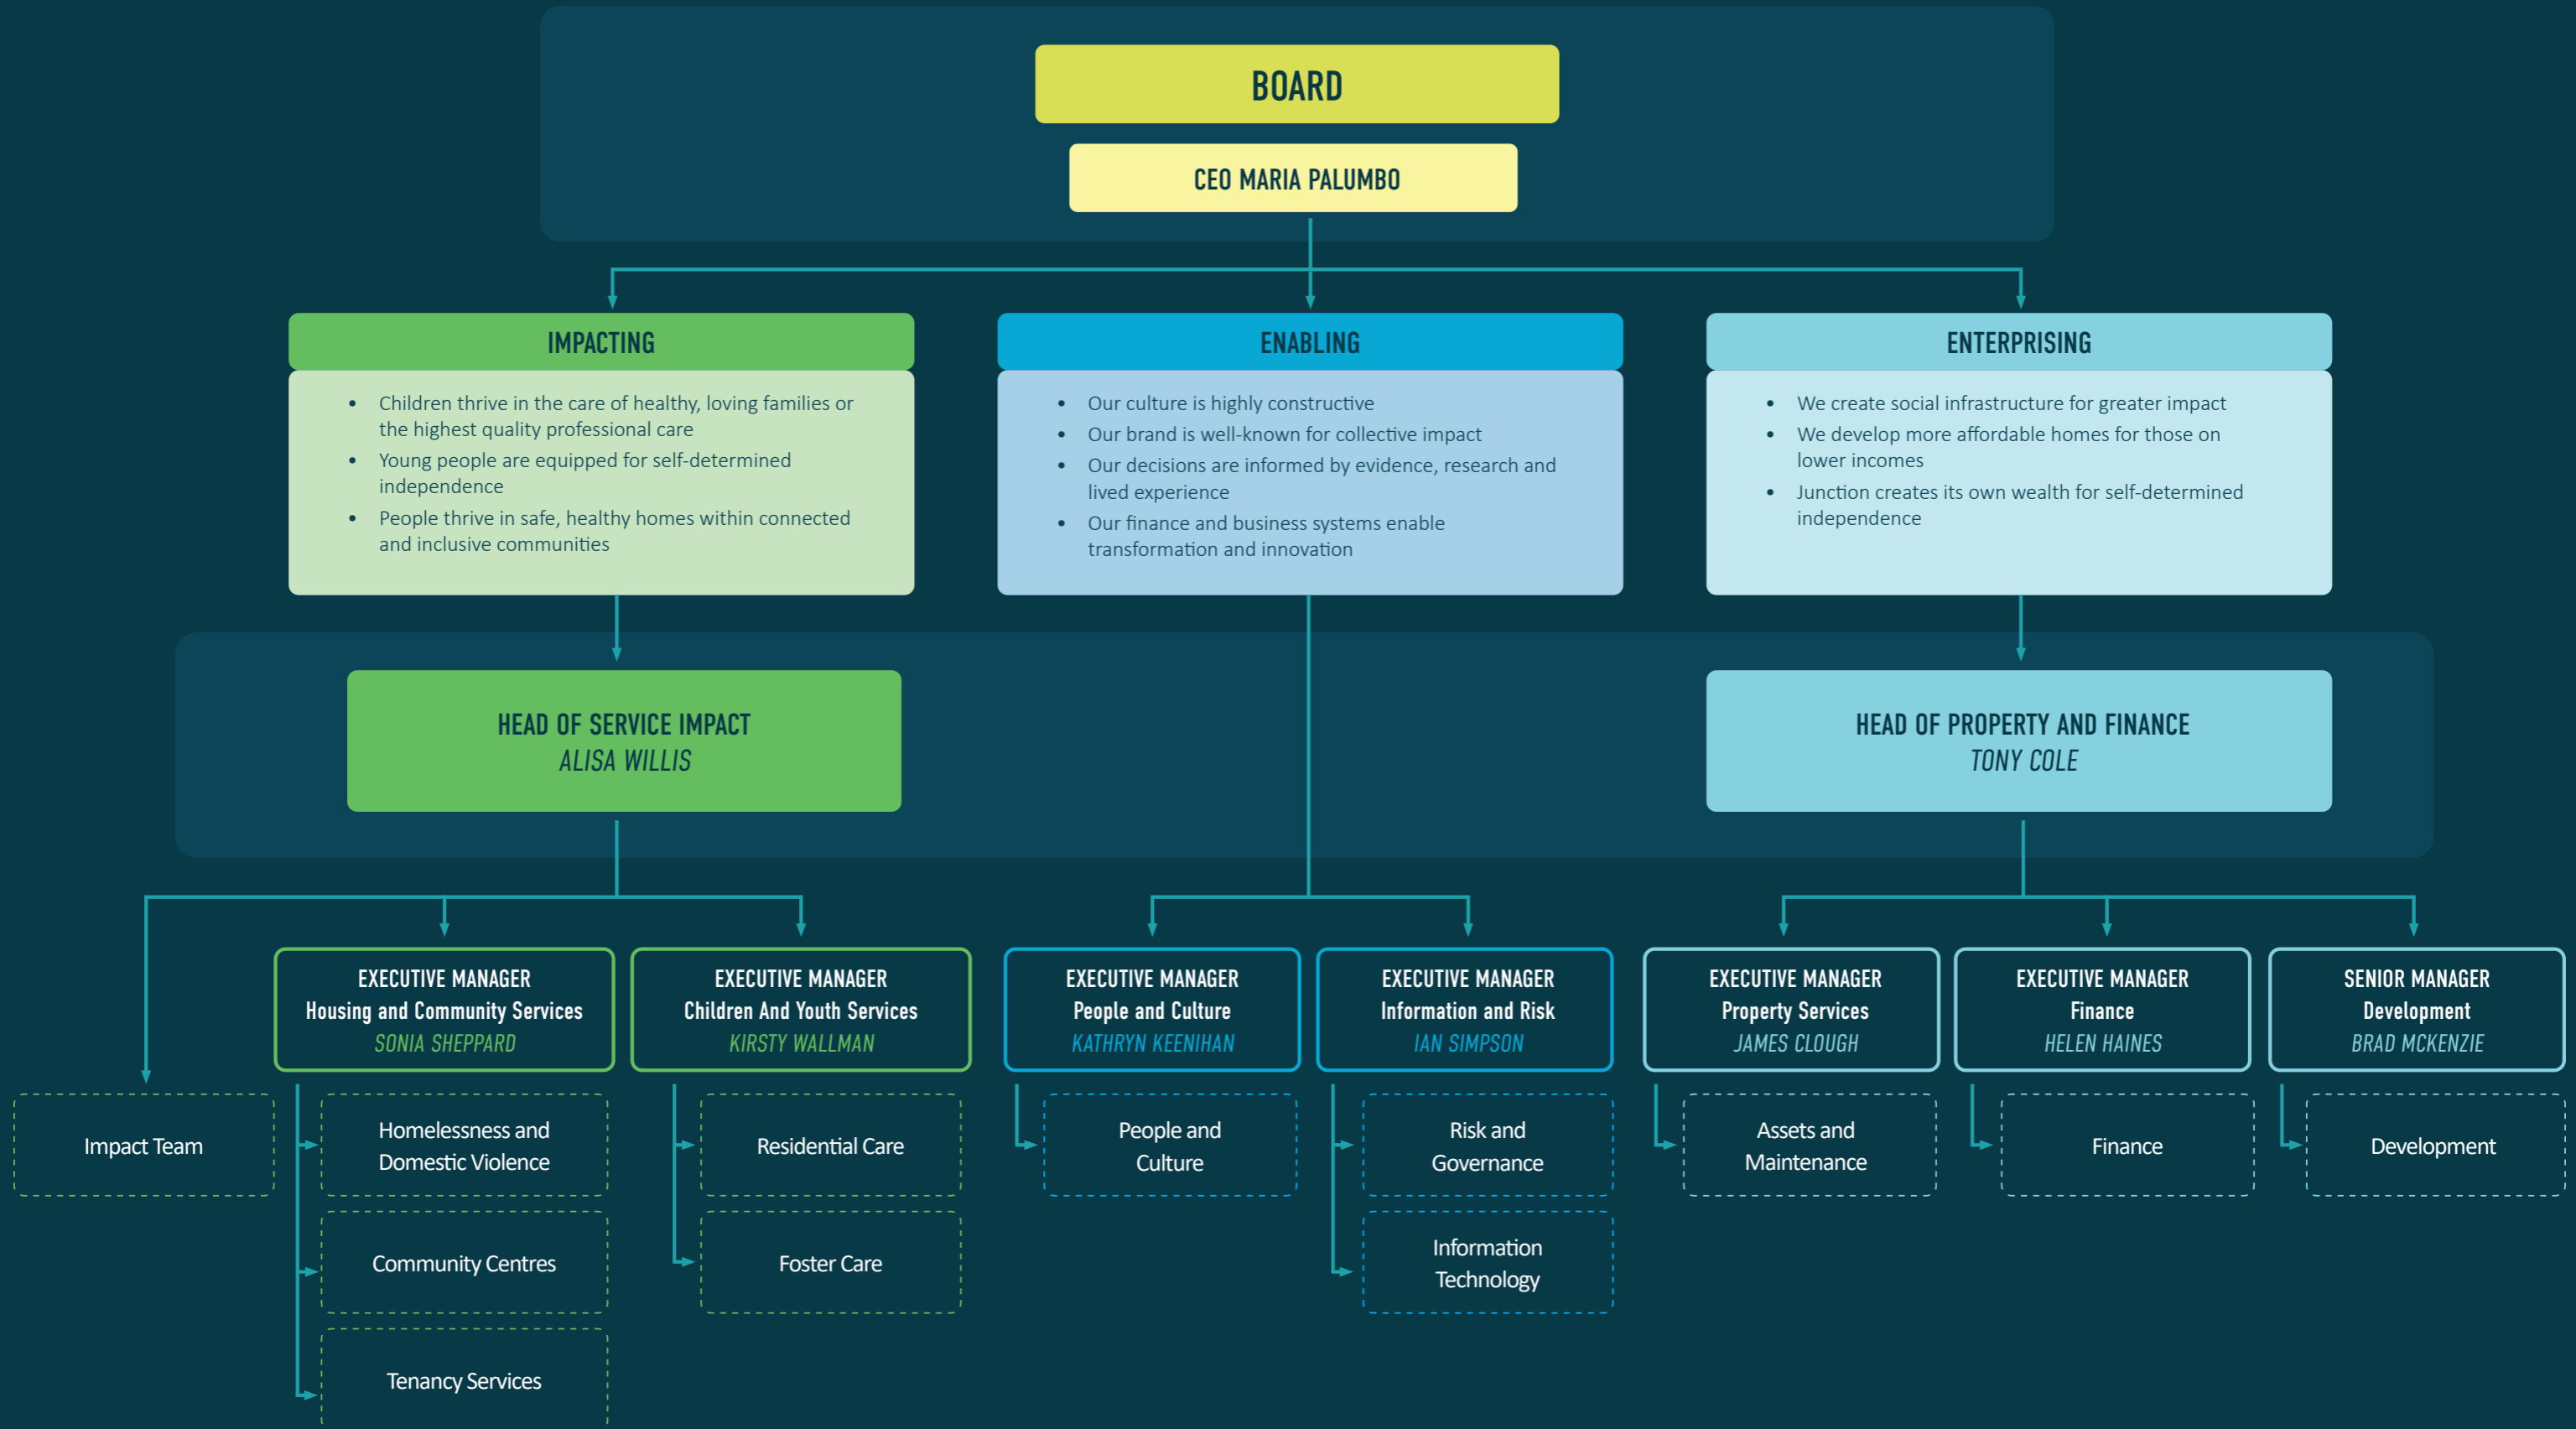 BOARD
CEO MARIA PALUMBO
IMPACTING
• Children thrive in the care of healthy, loving families or
the highest quality professional care
• Young people are equipped for self-determined
independence
• People thrive in safe, healthy homes within connected
and inclusive communities
ENABLING
• Our culture is highly constructive
• Our brand is well-known for collective impact
• Our decisions are informed by evidence, research and
lived experience
• Our finance and business systems enable
transformation and innovation
ENTERPRISING
• We create social infrastructure for greater impact
• We develop more affordable homes for those on
lower incomes
• Junction creates its own wealth for self-determined
independence
HEAD OF SERVICE IMPACT
ALISA WILLIS
HEAD OF PROPERTY AND FINANCE
TONY COLE
EXECUTIVE MANAGER
Housing and Community Services
SONIA SHEPPARD
EXECUTIVE MANAGER
Children And Youth Services
KIRSTY WALLMAN
EXECUTIVE MANAGER
People and Culture
KATHRYN KEENIHAN
EXECUTIVE MANAGER
Information and Risk
IAN SIMPSON
EXECUTIVE MANAGER
Property Services
JAMES CLOUGH
EXECUTIVE MANAGER
Finance
HELEN HAINES
SENIOR MANAGER
Development
BRAD MCKENZIE
Impact Team
Homelessness and
Domestic Violence
Community Centres
Tenancy Services
Residential Care
Foster Care
People and
Culture
Risk and
Governance
Information
Technology
Assets and
Maintenance
Finance
Development